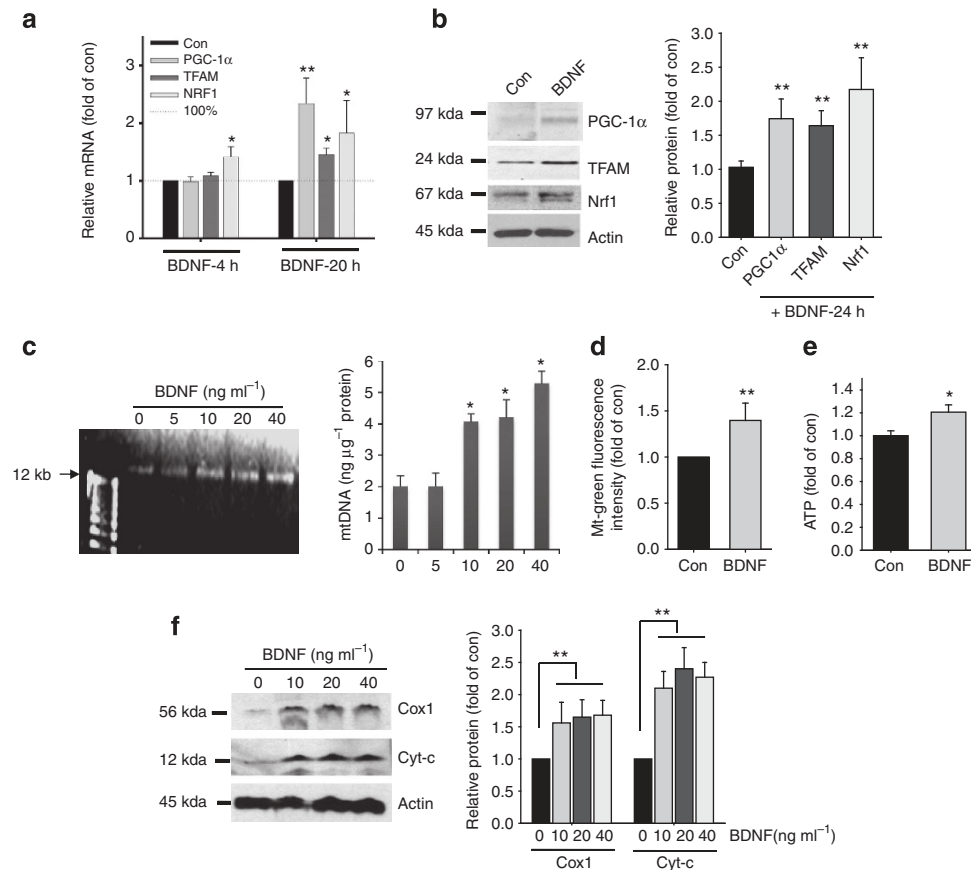 a
Relative mRNA (fold of con)
3
2
1
0
Con
PGC-1α
TFAM
NRF1
100%
*
**
*
*
BDNF-4 h
BDNF-20 h
b
Con
BDNF
97 kda
PGC-1α
24 kda
TFAM
67 kda
Nrf1
45 kda
Actin
Relative protein (fold of con)
3.0
2.5
2.0
1.5
1.0
0.5
0.0
**
**
**
Con
PGC1α
TFAM
Nrf1
+ BDNF-24 h
c
BDNF (ng ml⁻¹)
0 5 10 20 40
12 kb
mtDNA (ng µg⁻¹ protein)
6
5
4
3
2
1
0
*
*
*
0 5 10 20 40
d
Mt-green fluorescence
intensity (fold of con)
2.0
1.5
1.0
0.5
0.0
**
Con BDNF
e
ATP (fold of con)
1.4
1.2
1.0
0.8
0.6
0.4
0.2
0.0
*
Con BDNF
f
BDNF (ng ml⁻¹)
0 10 20 40
56 kda
Cox1
12 kda
Cyt-c
45 kda
Actin
Relative protein (fold of con)
3.0
2.5
2.0
1.5
1.0
0.5
0.0
**
**
0 10 20 40 0 10 20 40 BDNF(ng ml⁻¹)
Cox1
Cyt-c